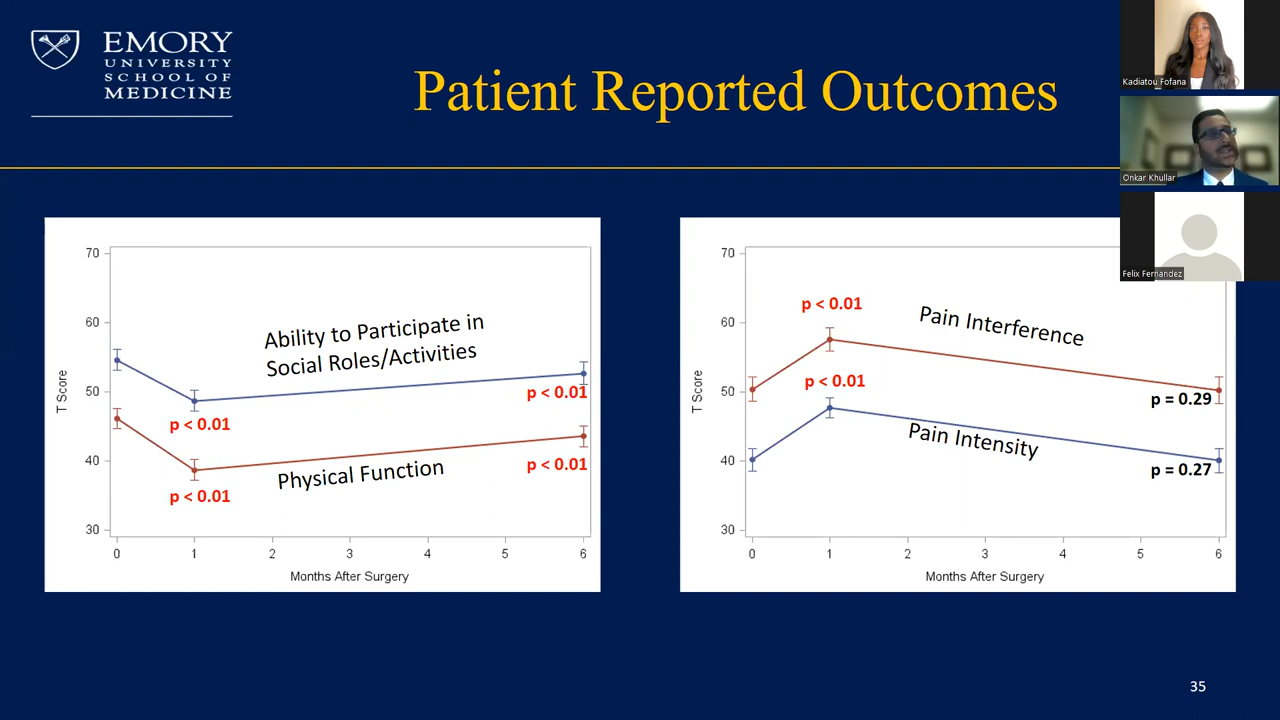 EMORY
UNIVERSITY
SCHOOL OF
MEDICINE
Patient Reported Outcomes
Kadiatou Fofana
Onkar Khullar
Felix Fernandez
70
60
50
40
30
T Score
Ability to Participate in
Social Roles/Activities
p < 0.01
p < 0.01
Physical Function
p < 0.01
p < 0.01
0 1 2 3 4 5 6
Months After Surgery
70
60
50
40
30
T Score
p < 0.01
Pain Interference
p < 0.01
p = 0.29
Pain Intensity
p = 0.27
0 1 2 3 4 5 6
Months After Surgery
35